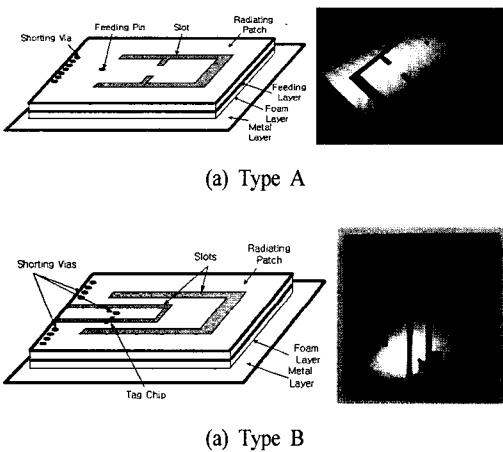 Feeding Pin
Slot
Radiating
Patch
Shorting Via
Feeding
Layer
Foam
Layer
Metal
Layer
(a) Type A
Shorting Vias
Slots
Radiating
Patch
Foam
Layer
Metal
Layer
Tag Chip
(a) Type B